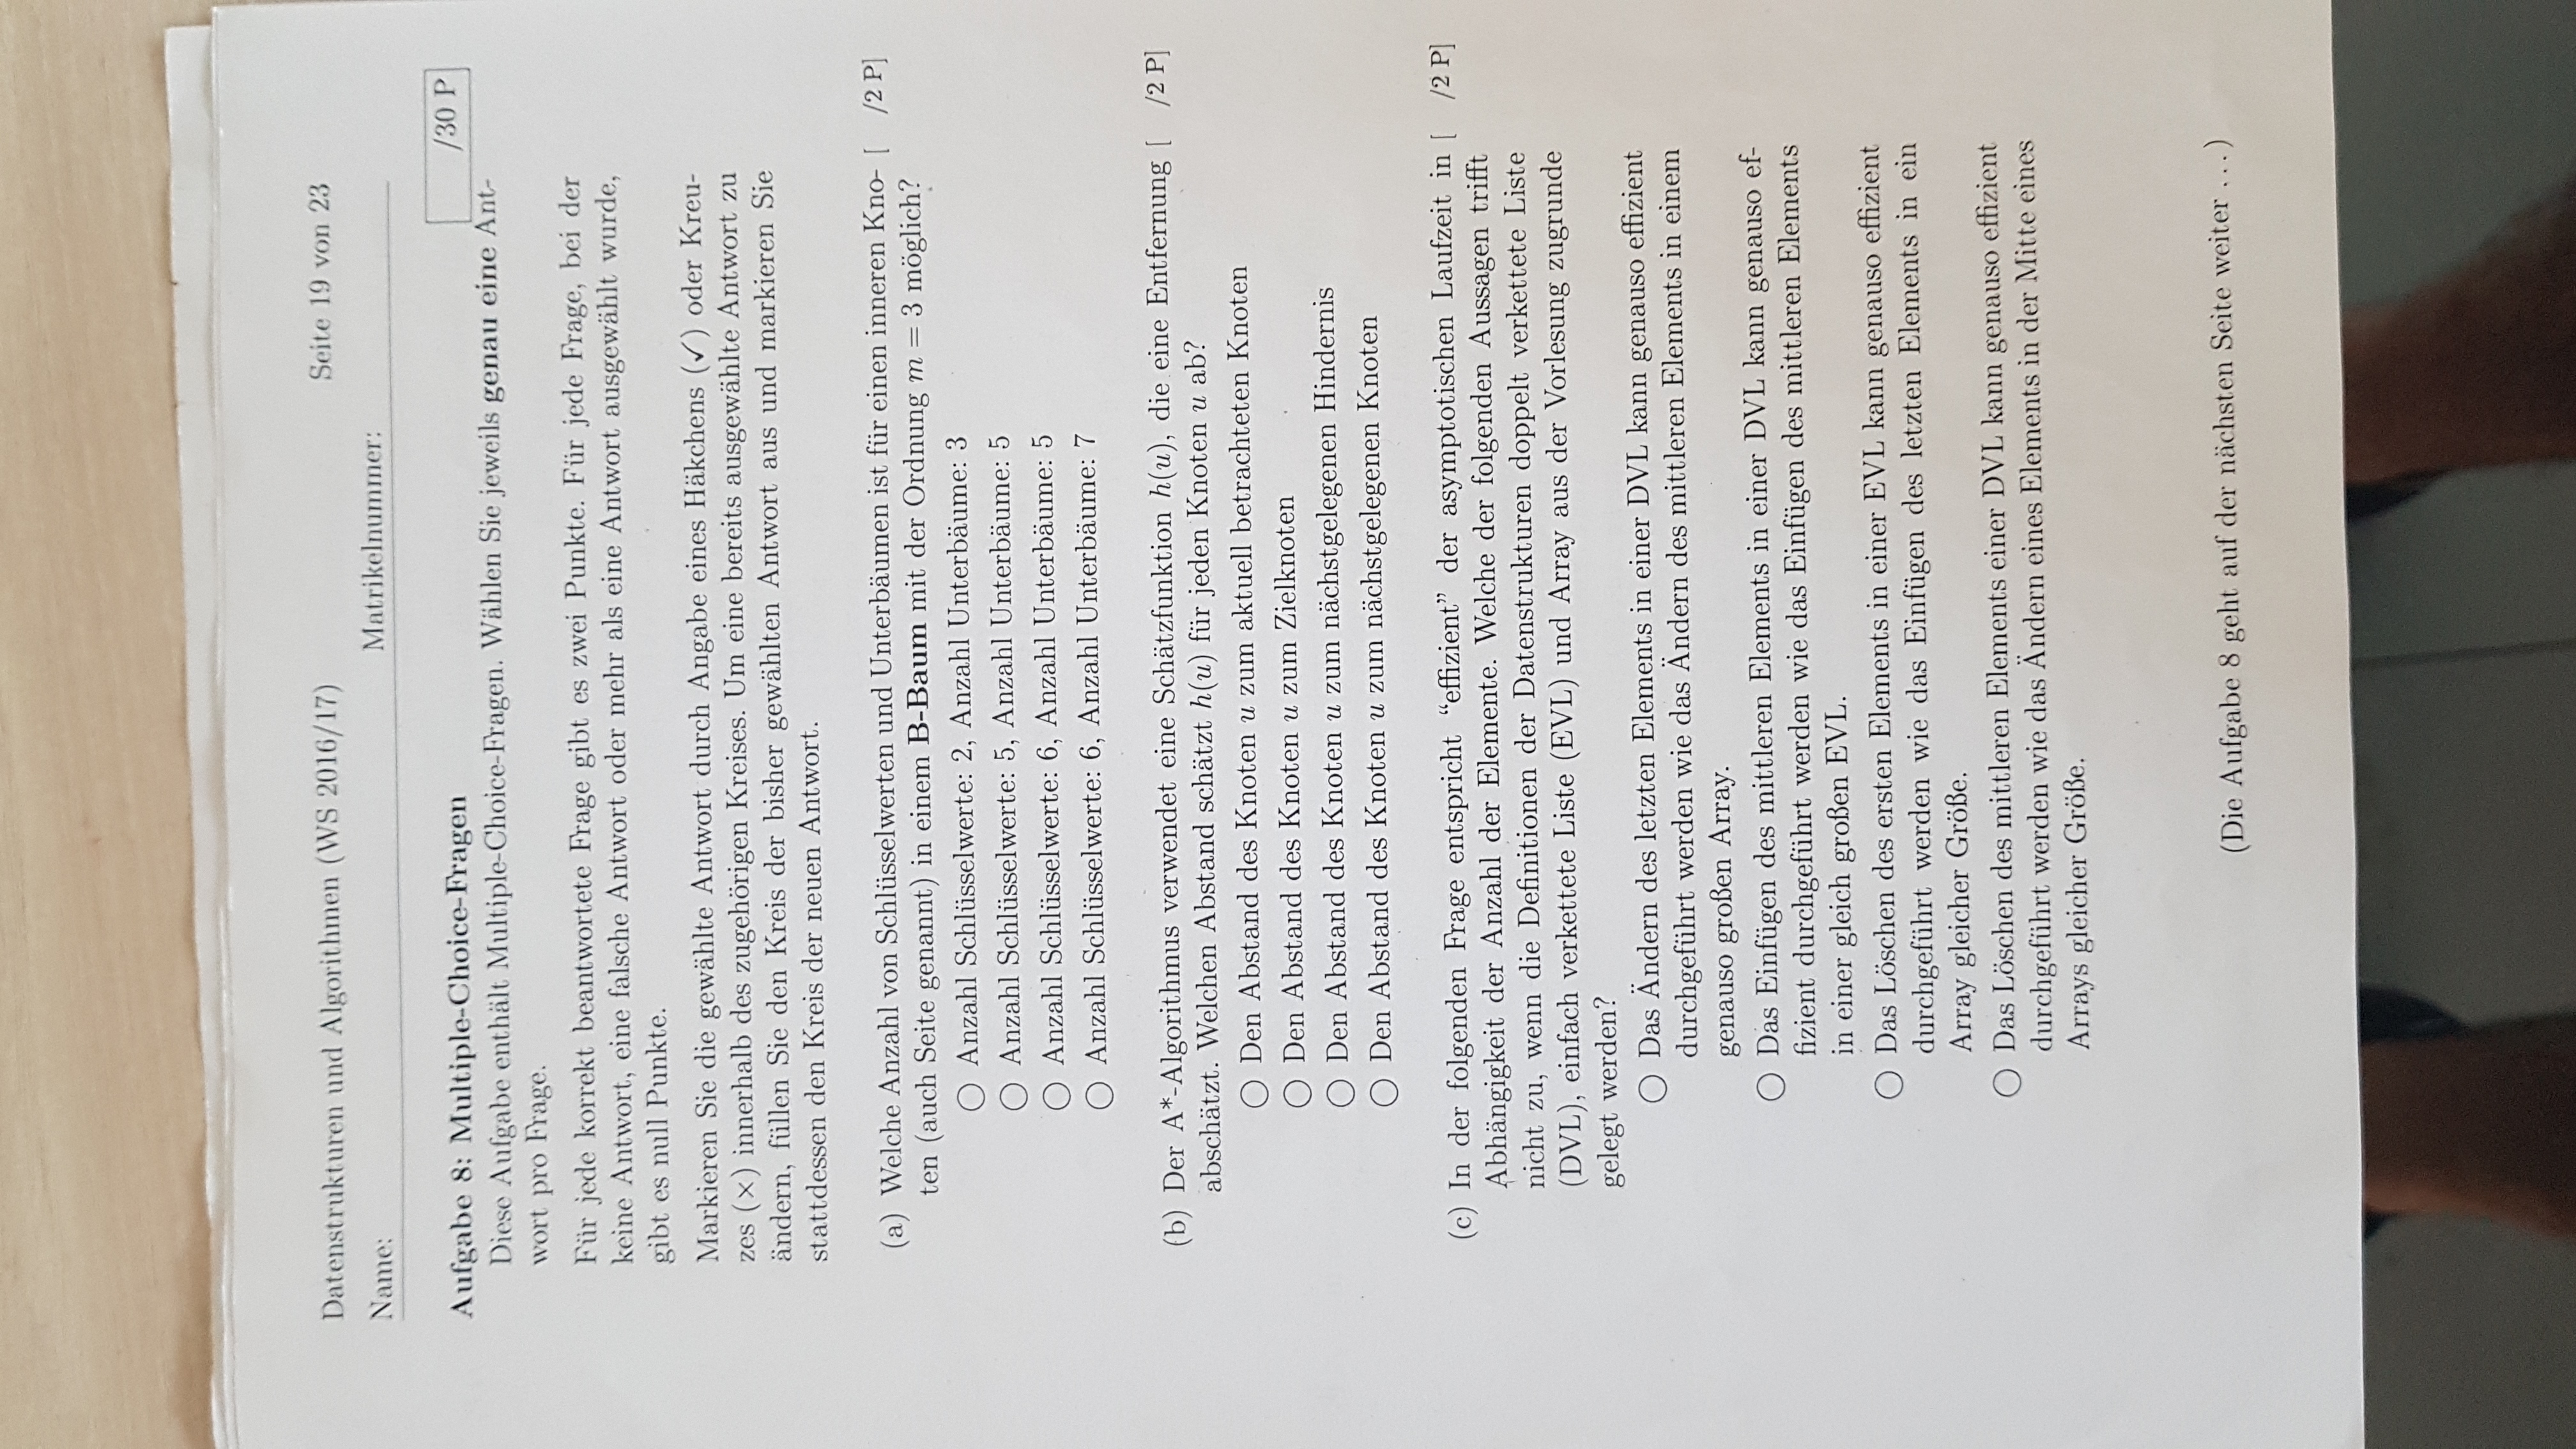 Datenstrukturen und Algorithmen (WS 2016/17) Seite 19 von 23
Name: Matrikelnummer:
Aufgabe 8: Multiple-Choice-Fragen /30 P
Diese Aufgabe enthält Multiple-Choice-Fragen. Wählen Sie jeweils genau eine Ant-
wort pro Frage.
Für jede korrekt beantwortete Frage gibt es zwei Punkte. Für jede Frage, bei der
keine Antwort, eine falsche Antwort oder mehr als eine Antwort ausgewählt wurde,
gibt es null Punkte.
Markieren Sie die gewählte Antwort durch Angabe eines Häkchens (✓) oder Kreu-
zes (×) innerhalb des zugehörigen Kreises. Um eine bereits ausgewählte Antwort zu
ändern, füllen Sie den Kreis der bisher gewählten Antwort aus und markieren Sie
stattdessen den Kreis der neuen Antwort.
(a) Welche Anzahl von Schlüsselwerten und Unterbäumen ist für einen inneren Kno- [ /2 P]
ten (auch Seite genannt) in einem B-Baum mit der Ordnung m = 3 möglich?
○ Anzahl Schlüsselwerte: 2, Anzahl Unterbäume: 3
○ Anzahl Schlüsselwerte: 5, Anzahl Unterbäume: 5
○ Anzahl Schlüsselwerte: 6, Anzahl Unterbäume: 5
○ Anzahl Schlüsselwerte: 6, Anzahl Unterbäume: 7
(b) Der A*-Algorithmus verwendet eine Schätzfunktion h(u), die eine Entfernung [ /2 P]
abschätzt. Welchen Abstand schätzt h(u) für jeden Knoten u ab?
○ Den Abstand des Knoten u zum aktuell betrachteten Knoten
○ Den Abstand des Knoten u zum Zielknoten
○ Den Abstand des Knoten u zum nächstgelegenen Hindernis
○ Den Abstand des Knoten u zum nächstgelegenen Knoten
(c) In der folgenden Frage entspricht “effizient” der asymptotischen Laufzeit in [ /2 P]
Abhängigkeit der Anzahl der Elemente. Welche der folgenden Aussagen trifft
nicht zu, wenn die Definitionen der Datenstrukturen doppelt verkettete Liste
(DVL), einfach verkettete Liste (EVL) und Array aus der Vorlesung zugrunde
gelegt werden?
○ Das Ändern des letzten Elements in einer DVL kann genauso effizient
durchgeführt werden wie das Ändern des mittleren Elements in einem
genauso großen Array.
○ Das Einfügen des mittleren Elements in einer DVL kann genauso ef-
fizient durchgeführt werden wie das Einfügen des mittleren Elements
in einer gleich großen EVL.
○ Das Löschen des ersten Elements in einer EVL kann genauso effizient
durchgeführt werden wie das Einfügen des letzten Elements in ein
Array gleicher Größe.
○ Das Löschen des mittleren Elements einer DVL kann genauso effizient
durchgeführt werden wie das Ändern eines Elements in der Mitte eines
Arrays gleicher Größe.
(Die Aufgabe 8 geht auf der nächsten Seite weiter ...)